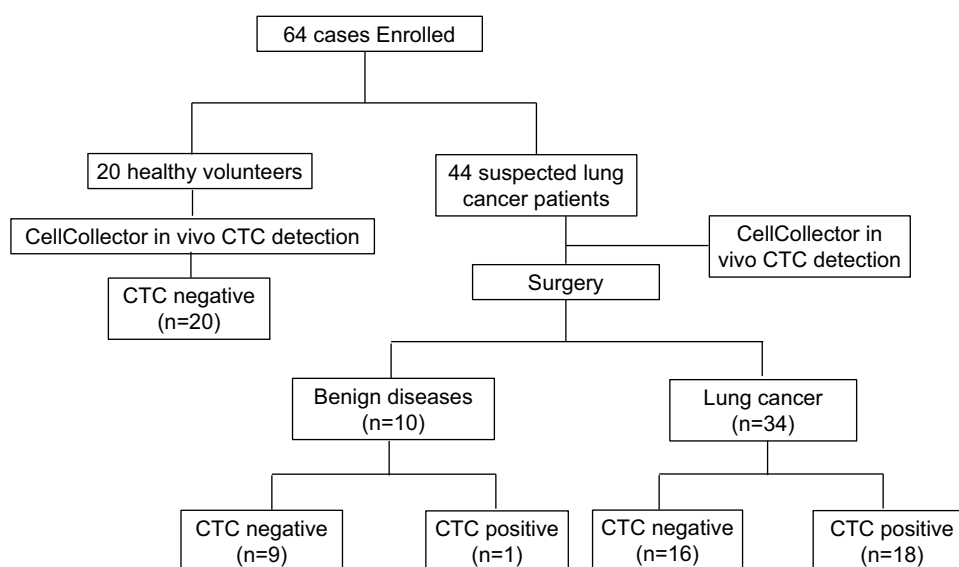 64 cases Enrolled
20 healthy volunteers
44 suspected lung
cancer patients
CellCollector in vivo CTC detection
CellCollector in
vivo CTC detection
CTC negative
(n=20)
Surgery
Benign diseases
(n=10)
Lung cancer
(n=34)
CTC negative
(n=9)
CTC positive
(n=1)
CTC negative
(n=16)
CTC positive
(n=18)